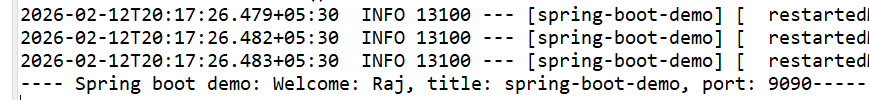 2026-02-12T20:17:26.479+05:30  INFO 13100 --- [spring-boot-demo] [  restarted
2026-02-12T20:17:26.482+05:30  INFO 13100 --- [spring-boot-demo] [  restarted
2026-02-12T20:17:26.483+05:30  INFO 13100 --- [spring-boot-demo] [  restarted
---- Spring boot demo: Welcome: Raj, title: spring-boot-demo, port: 9090-----